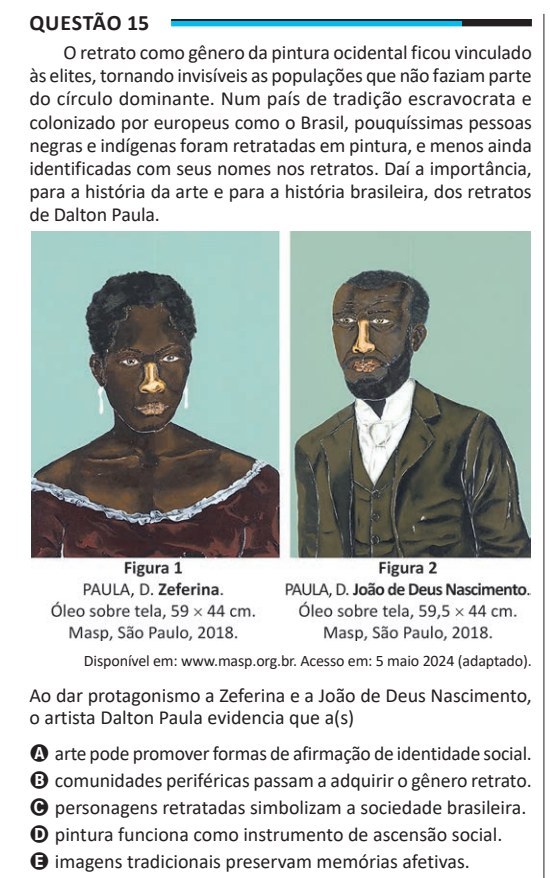 QUESTÃO 15
O retrato como gênero da pintura ocidental ficou vinculado
às elites, tornando invisíveis as populações que não faziam parte
do círculo dominante. Num país de tradição escravocrata e
colonizado por europeus como o Brasil, pouquíssimas pessoas
negras e indígenas foram retratadas em pintura, e menos ainda
identificadas com seus nomes nos retratos. Daí a importância,
para a história da arte e para a história brasileira, dos retratos
de Dalton Paula.
Figura 1
PAULA, D. Zeferina.
Óleo sobre tela, 59 × 44 cm.
Masp, São Paulo, 2018.
Figura 2
PAULA, D. João de Deus Nascimento.
Óleo sobre tela, 59,5 × 44 cm.
Masp, São Paulo, 2018.
Disponível em: www.masp.org.br. Acesso em: 5 maio 2024 (adaptado).
Ao dar protagonismo a Zeferina e a João de Deus Nascimento,
o artista Dalton Paula evidencia que a(s)
A arte pode promover formas de afirmação de identidade social.
B comunidades periféricas passam a adquirir o gênero retrato.
C personagens retratadas simbolizam a sociedade brasileira.
D pintura funciona como instrumento de ascensão social.
E imagens tradicionais preservam memórias afetivas.